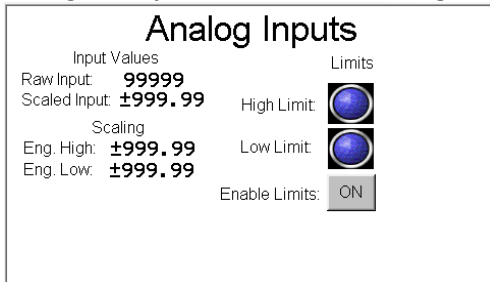 Analog Inputs
Input Values
Raw Input: 99999
Scaled Input: ±999.99
Scaling
Eng. High: ±999.99
Eng. Low: ±999.99
Limits
High Limit:
Low Limit:
Enable Limits: ON